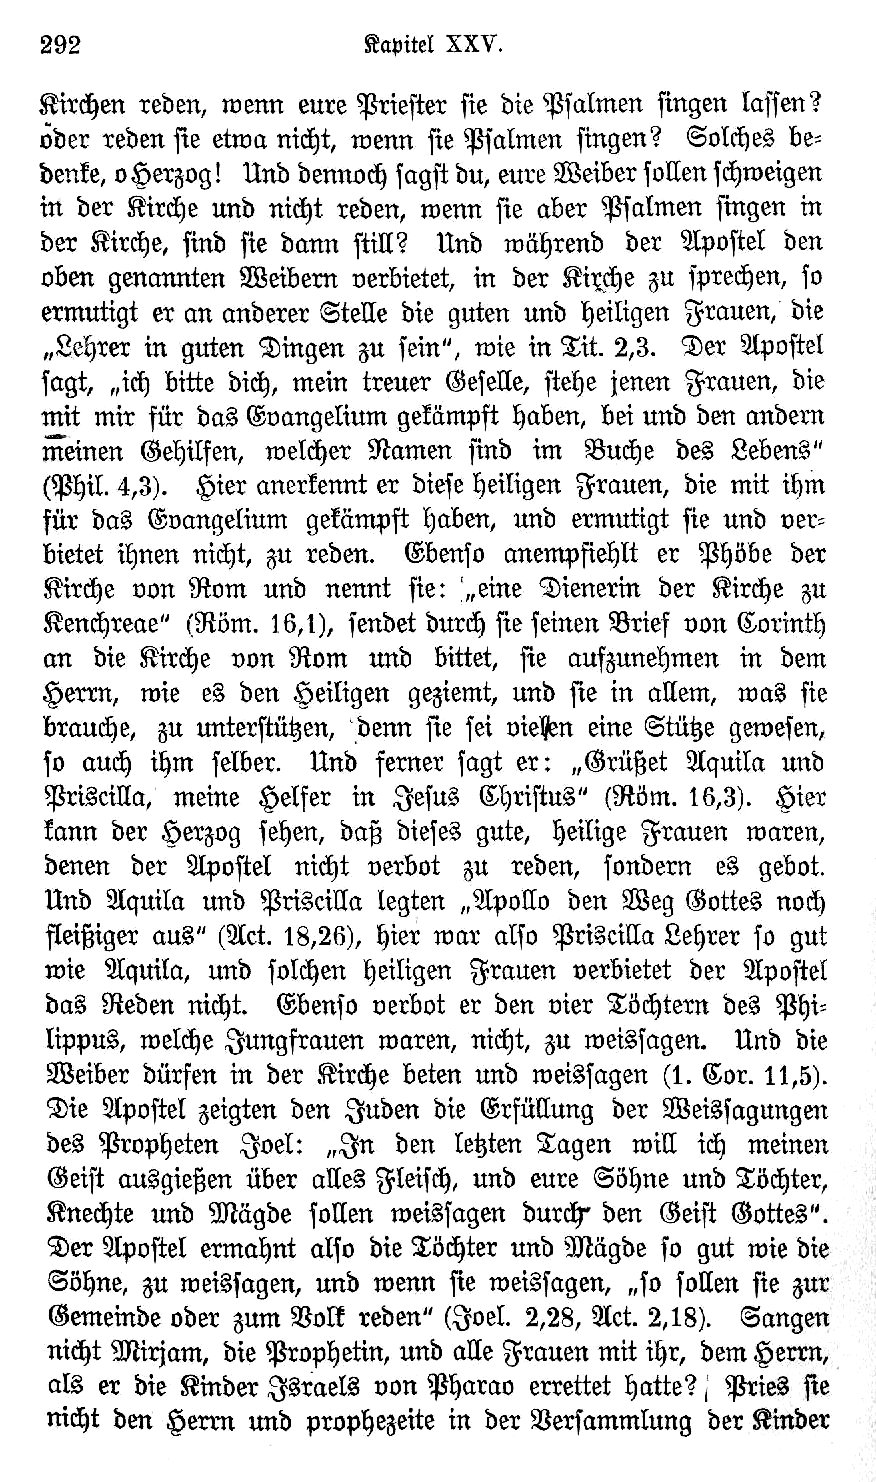 292 Kapitel XXV.
Kirchen reden, wenn eure Priester sie die Psalmen singen lassen?
oder reden sie etwa nicht, wenn sie Psalmen singen? Solches be-
denke, o Herzog! Und dennoch sagst du, eure Weiber sollen schweigen
in der Kirche und nicht reden, wenn sie aber Psalmen singen in
der Kirche, sind sie dann still? Und während der Apostel den
oben genannten Weibern verbietet, in der Kirche zu sprechen, so
ermutigt er an anderer Stelle die guten und heiligen Frauen, die
„Lehrer in guten Dingen zu sein", wie in Tit. 2,3. Der Apostel
sagt, „ich bitte dich, mein treuer Geselle, stehe jenen Frauen, die
mit mir für das Evangelium gekämpft haben, bei und den andern
meinen Gehilfen, welcher Namen sind im Buche des Lebens"
(Phil. 4,3). Hier anerkennt er diese heiligen Frauen, die mit ihm
für das Evangelium gekämpft haben, und ermutigt sie und ver-
bietet ihnen nicht, zu reden. Ebenso anempfiehlt er Phöbe der
Kirche von Rom und nennt sie: „eine Dienerin der Kirche zu
Kenchreae" (Röm. 16,1), sendet durch sie seinen Brief von Corinth
an die Kirche von Rom und bittet, sie aufzunehmen in dem
Herrn, wie es den Heiligen geziemt, und sie in allem, was sie
brauche, zu unterstützen, denn sie sei vielen eine Stütze gewesen,
so auch ihm selber. Und ferner sagt er: „Grüßet Aquila und
Priscilla, meine Helfer in Jesus Christus" (Röm. 16,3). Hier
kann der Herzog sehen, daß dieses gute, heilige Frauen waren,
denen der Apostel nicht verbot zu reden, sondern es gebot.
Und Aquila und Priscilla legten „Apollo den Weg Gottes noch
fleißiger aus" (Act. 18,26), hier war also Priscilla Lehrer so gut
wie Aquila, und solchen heiligen Frauen verbietet der Apostel
das Reden nicht. Ebenso verbot er den vier Töchtern des Phi-
lippus, welche Jungfrauen waren, nicht, zu weissagen. Und die
Weiber dürfen in der Kirche beten und weissagen (1. Cor. 11,5).
Die Apostel zeigten den Juden die Erfüllung der Weissagungen
des Propheten Joel: „In den letzten Tagen will ich meinen
Geist ausgießen über alles Fleisch, und eure Söhne und Töchter,
Knechte und Mägde sollen weissagen durch den Geist Gottes".
Der Apostel ermahnt also die Töchter und Mägde so gut wie die
Söhne, zu weissagen, und wenn sie weissagen, „so sollen sie zur
Gemeinde oder zum Volk reden" (Joel. 2,28, Act. 2,18). Sangen
nicht Mirjam, die Prophetin, und alle Frauen mit ihr, dem Herrn,
als er die Kinder Israels von Pharao errettet hatte? Pries sie
nicht den Herrn und prophezeite in der Versammlung der Kinder